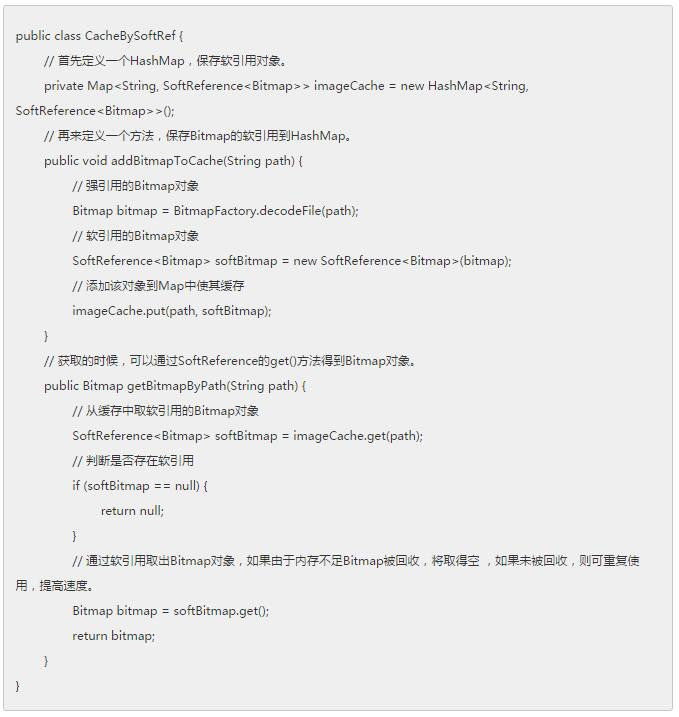 public class CacheBySoftRef {
// 首先定义一个HashMap，保存软引用对象。
private Map<String, SoftReference<Bitmap>> imageCache = new HashMap<String,
SoftReference<Bitmap>>();
// 再来定义一个方法，保存Bitmap的软引用到HashMap。
public void addBitmapToCache(String path) {
// 强引用的Bitmap对象
Bitmap bitmap = BitmapFactory.decodeFile(path);
// 软引用的Bitmap对象
SoftReference<Bitmap> softBitmap = new SoftReference<Bitmap>(bitmap);
// 添加该对象到Map中使其缓存
imageCache.put(path, softBitmap);
}
// 获取的时候，可以通过SoftReference的get()方法得到Bitmap对象。
public Bitmap getBitmapByPath(String path) {
// 从缓存中取软引用的Bitmap对象
SoftReference<Bitmap> softBitmap = imageCache.get(path);
// 判断是否存在软引用
if (softBitmap == null) {
return null;
}
// 通过软引用取出Bitmap对象，如果由于内存不足Bitmap被回收，将取得空 ，如果未被回收，则可重复使
用，提高速度。
Bitmap bitmap = softBitmap.get();
return bitmap;
}
}